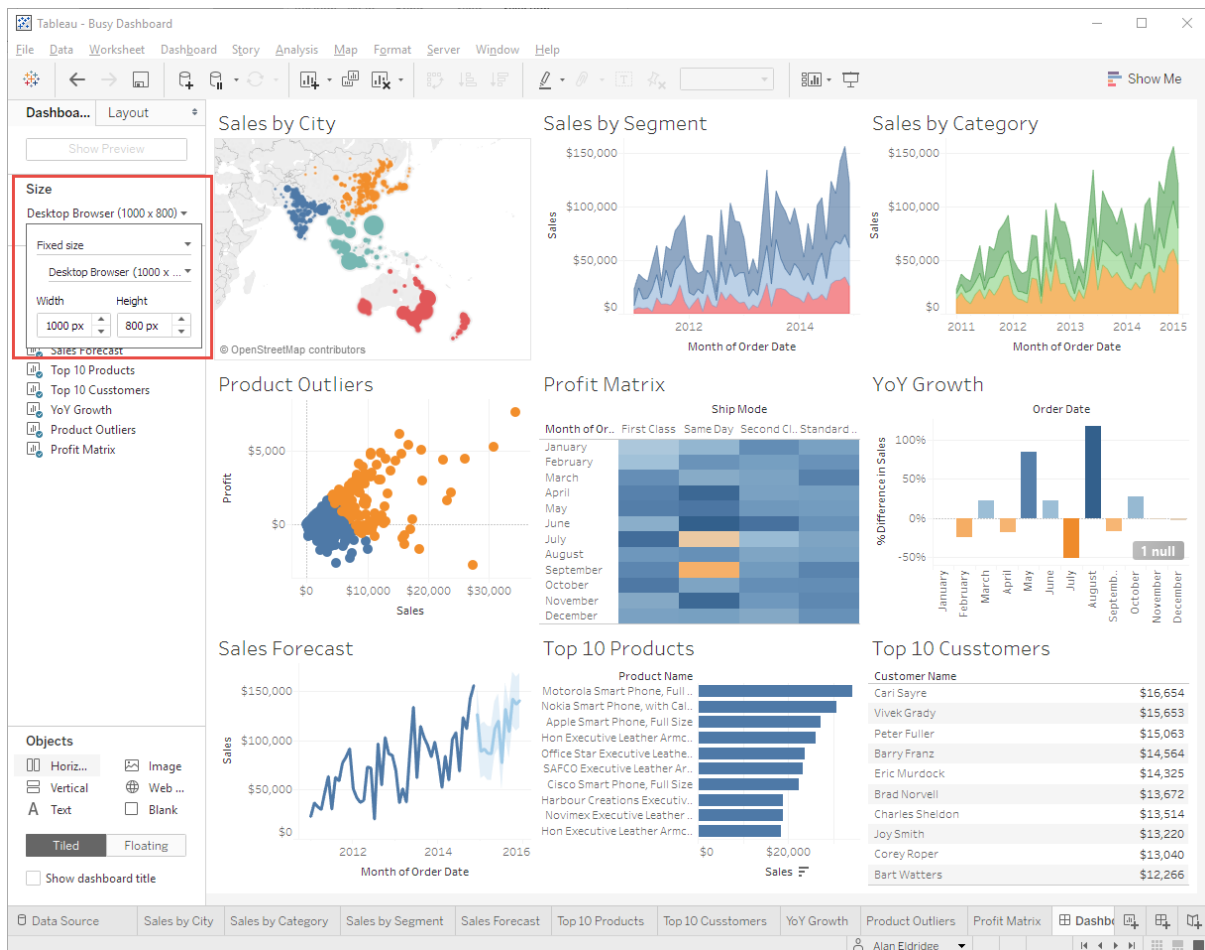 Tableau - Busy Dashboard
File Data Worksheet Dashboard Story Analysis Map Format Server Window Help
Show Me
Dashboa... Layout
Show Preview
Size
Desktop Browser (1000 x 800)
Fixed size
Desktop Browser (1000 x ...
Width Height
1000 px 800 px
Sales Forecast
Top 10 Products
Top 10 Cusstomers
YoY Growth
Product Outliers
Profit Matrix
Objects
Horiz... Image
Vertical Web ...
A Text Blank
Tiled Floating
Show dashboard title
Sales by City
© OpenStreetMap contributors
Sales by Segment
$150,000
$100,000
$50,000
$0
Sales
2012 2014
Month of Order Date
Sales by Category
$150,000
$100,000
$50,000
$0
Sales
2011 2012 2013 2014 2015
Month of Order Date
Product Outliers
$5,000
$0
Profit
$0 $10,000 $20,000 $30,000
Sales
Profit Matrix
Ship Mode
Month of Or.. First Class Same Day Second Cl.. Standard ..
January
February
March
April
May
June
July
August
September
October
November
December
YoY Growth
Order Date
100%
50%
0%
-50%
% Difference in Sales
1 null
January
February
March
April
May
June
July
August
Septemb..
October
November
December
Sales Forecast
$150,000
$100,000
$50,000
$0
Sales
2012 2014 2016
Month of Order Date
Top 10 Products
Product Name
Motorola Smart Phone, Full ..
Nokia Smart Phone, with Cal..
Apple Smart Phone, Full Size
Hon Executive Leather Armc..
Office Star Executive Leathe..
SAFCO Executive Leather Ar..
Cisco Smart Phone, Full Size
Harbour Creations Executiv..
Novimex Executive Leather ..
Hon Executive Leather Armc..
$0 $20,000
Sales
Top 10 Cusstomers
Customer Name
Cari Sayre $16,654
Vivek Grady $15,653
Peter Fuller $15,063
Barry Franz $14,564
Eric Murdock $14,325
Brad Norvell $13,672
Charles Sheldon $13,514
Joy Smith $13,220
Corey Roper $13,040
Bart Watters $12,266
Data Source Sales by City Sales by Category Sales by Segment Sales Forecast Top 10 Products Top 10 Cusstomers YoY Growth Product Outliers Profit Matrix Dashb
Alan Eldridge